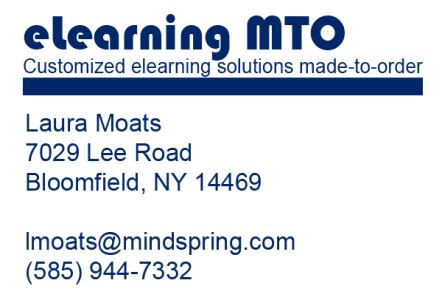 eLearning MTO
Customized elearning solutions made-to-order
Laura Moats
7029 Lee Road
Bloomfield, NY 14469
lmoats@mindspring.com
(585) 944-7332